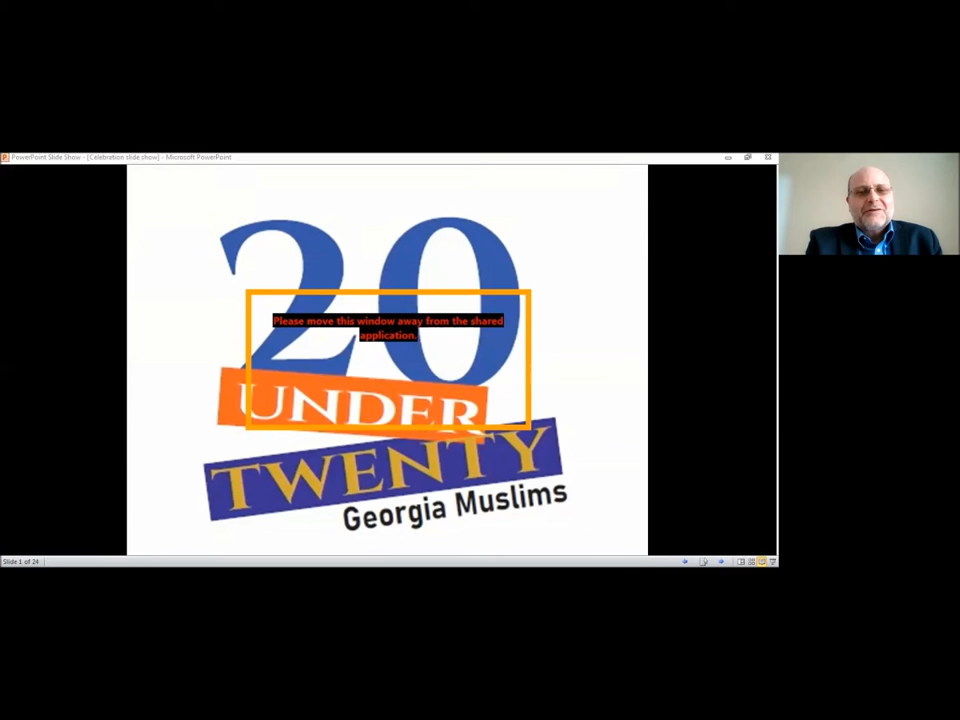 PowerPoint Slide Show - [Celebration slide show] - Microsoft PowerPoint
20
Please move this window away from the shared
application.
UNDER
TWENTY
Georgia Muslims
Slide 1 of 24